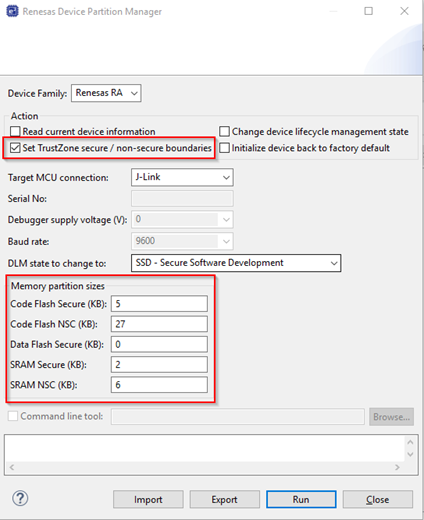 Renesas Device Partition Manager
Device Family: Renesas RA
Action
Read current device information Change device lifecycle management state
Set TrustZone secure / non-secure boundaries Initialize device back to factory default
Target MCU connection: J-Link
Serial No:
Debugger supply voltage (V): 0
Baud rate: 9600
DLM state to change to: SSD - Secure Software Development
Memory partition sizes
Code Flash Secure (KB): 5
Code Flash NSC (KB): 27
Data Flash Secure (KB): 0
SRAM Secure (KB): 2
SRAM NSC (KB): 6
Command line tool: Browse...
? Import Export Run Close